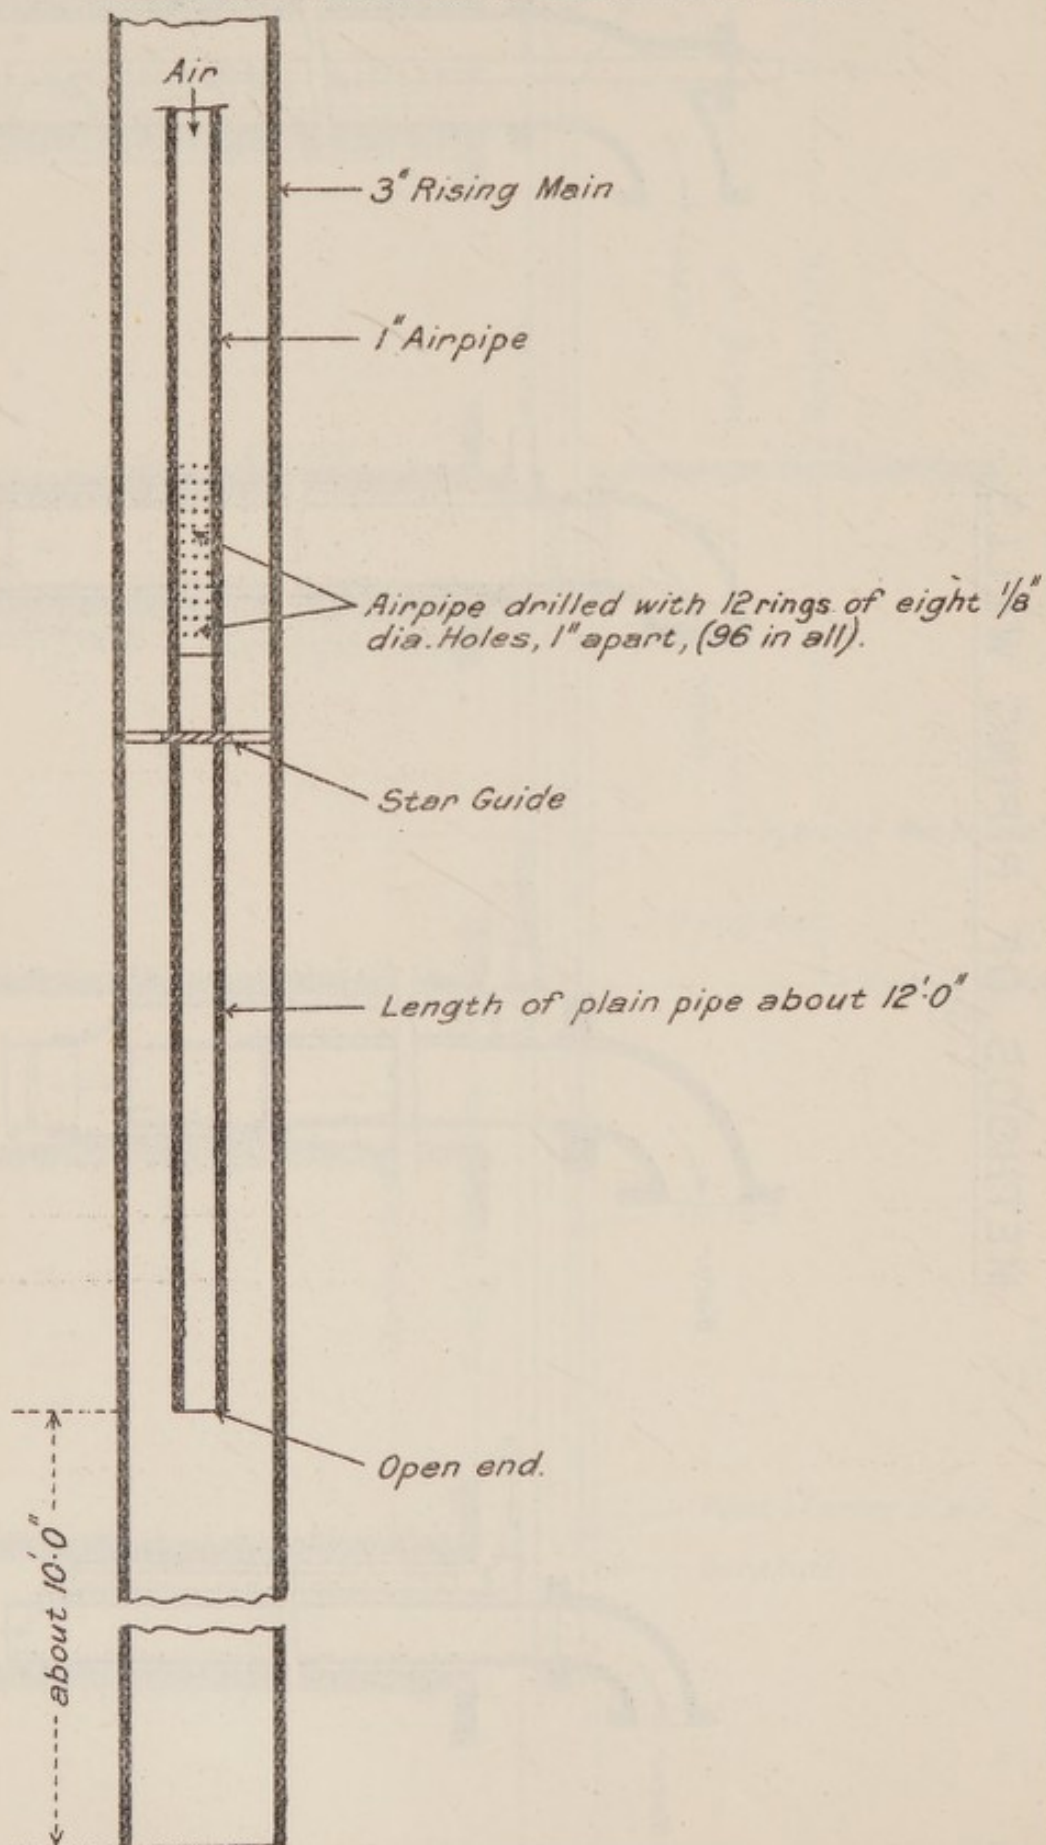 Air
3" Rising Main
1" Airpipe
Airpipe drilled with 12 rings of eight 1/8"
dia. Holes, 1" apart, (96 in all).
Star Guide
Length of plain pipe about 12'·0"
Open end.
about 10'·0"